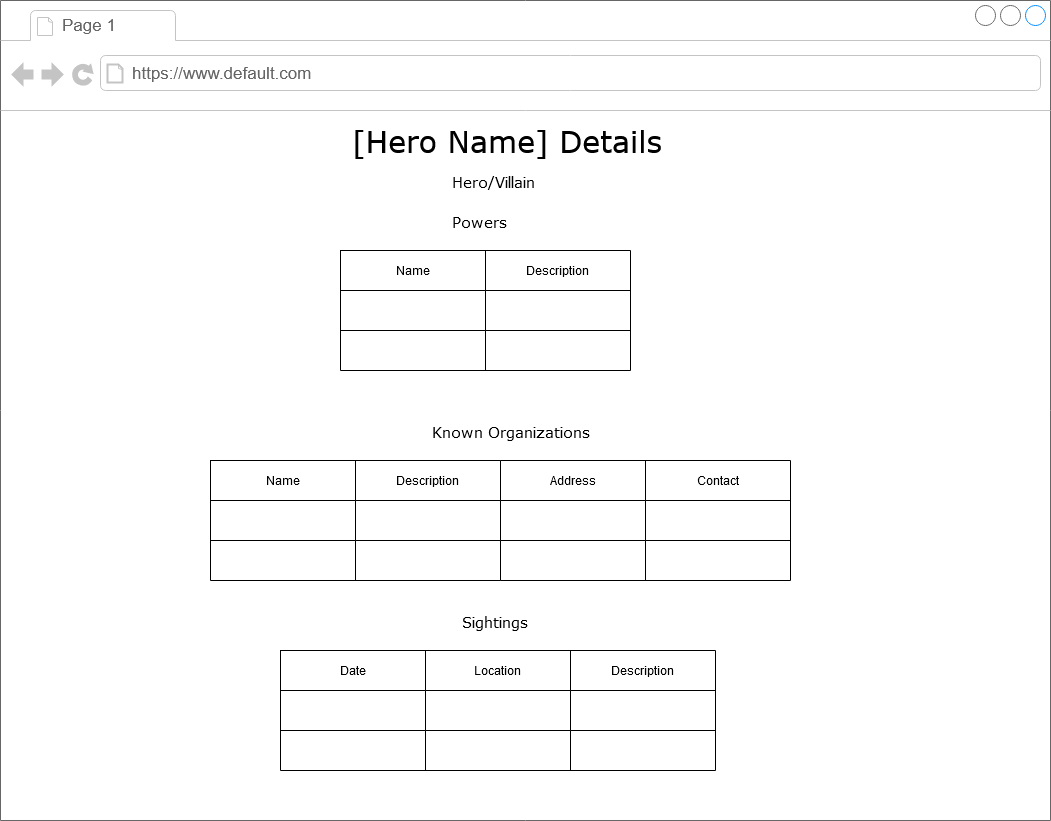 Page 1
https://www.default.com
[Hero Name] Details
Hero/Villain
Powers
Name Description
Known Organizations
Name Description Address Contact
Sightings
Date Location Description